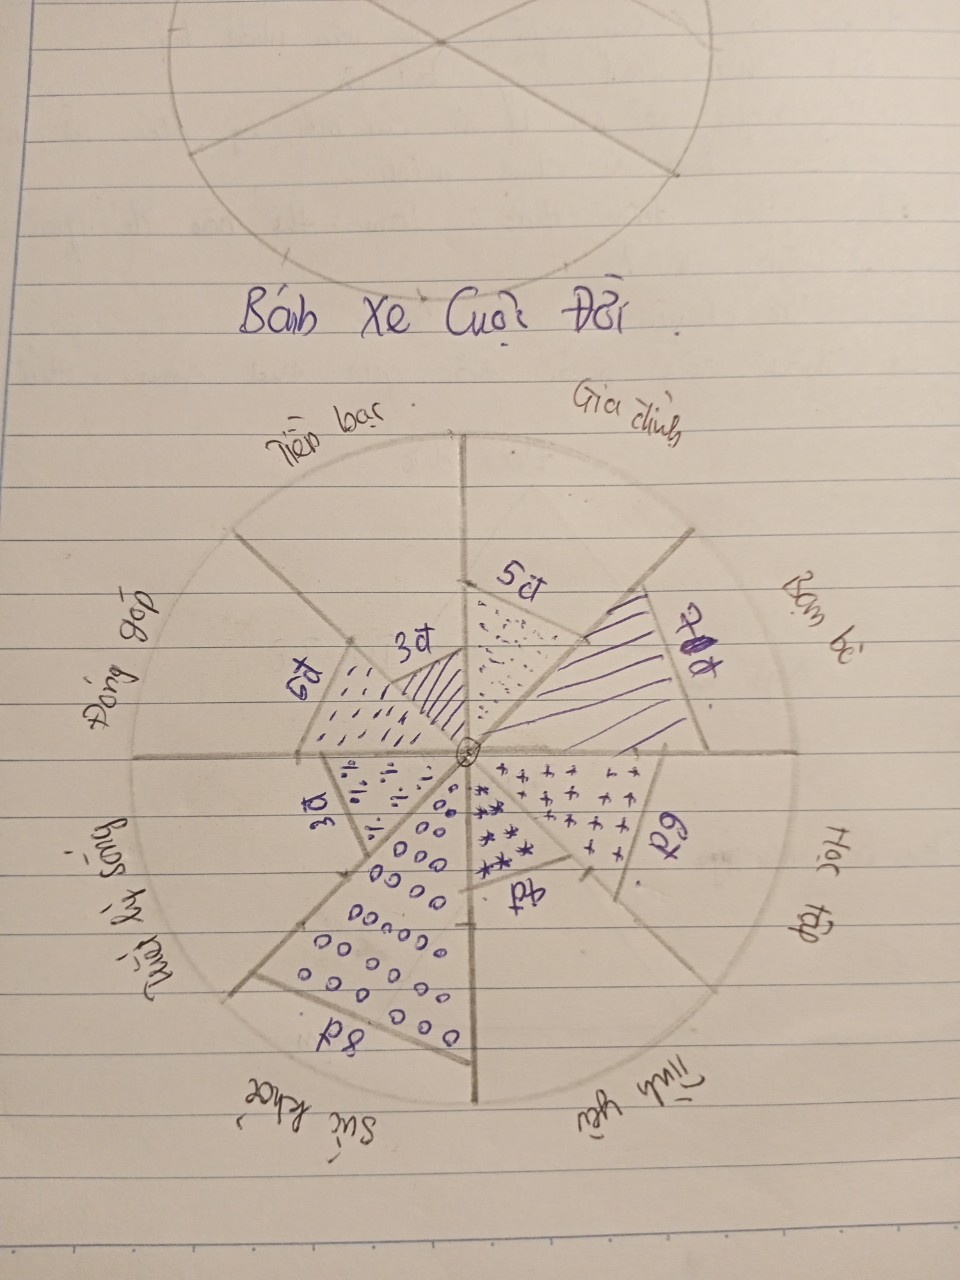 Bánh Xe Cuộc Đời.
Tiền bạc
Gia đình
Bạn bè
Học tập
Tình yêu
Sức khoẻ
Triết lý sống
Đóng góp
5đ
7đ
6đ
4đ
8đ
3đ
5đ
3đ